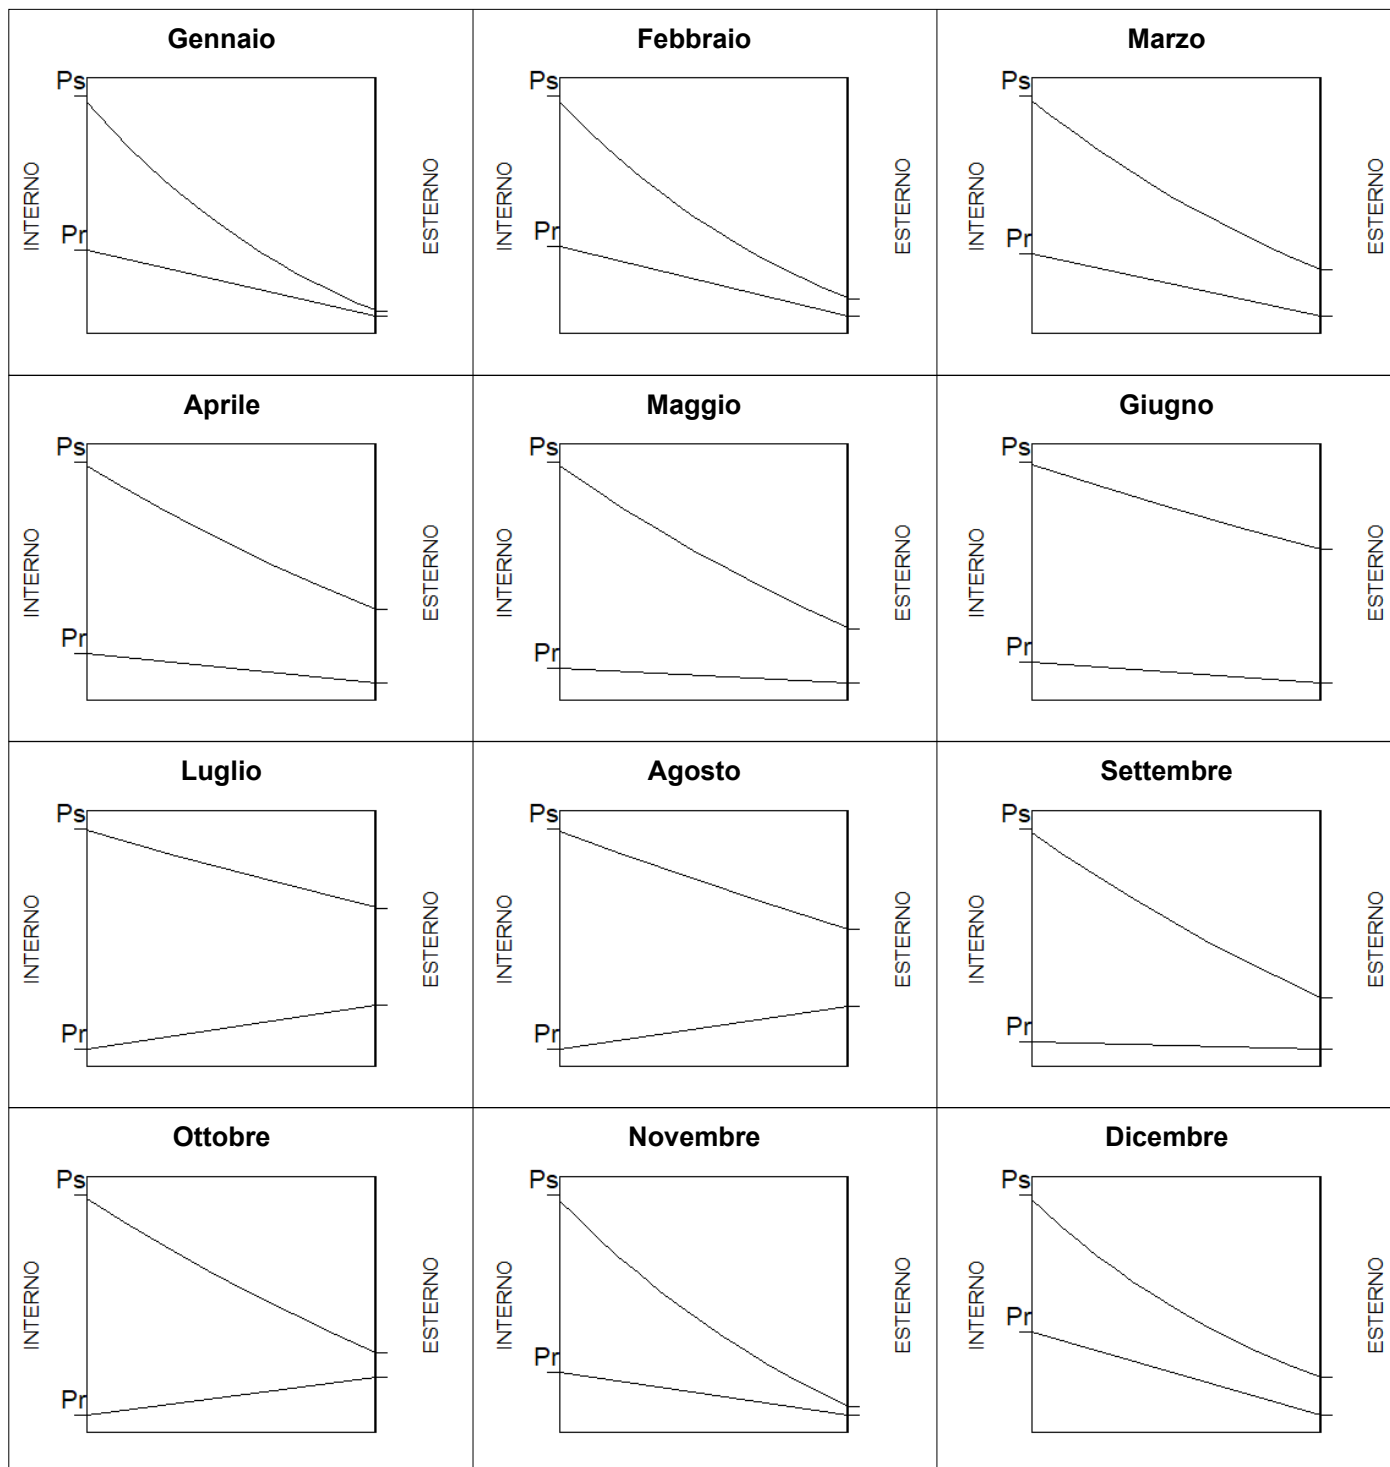 Gennaio
Ps
Pr
INTERNO
ESTERNO
Febbraio
Ps
Pr
INTERNO
ESTERNO
Marzo
Ps
Pr
INTERNO
ESTERNO
Aprile
Ps
Pr
INTERNO
ESTERNO
Maggio
Ps
Pr
INTERNO
ESTERNO
Giugno
Ps
Pr
INTERNO
ESTERNO
Luglio
Ps
Pr
INTERNO
ESTERNO
Agosto
Ps
Pr
INTERNO
ESTERNO
Settembre
Ps
Pr
INTERNO
ESTERNO
Ottobre
Ps
Pr
INTERNO
ESTERNO
Novembre
Ps
Pr
INTERNO
ESTERNO
Dicembre
Ps
Pr
INTERNO
ESTERNO